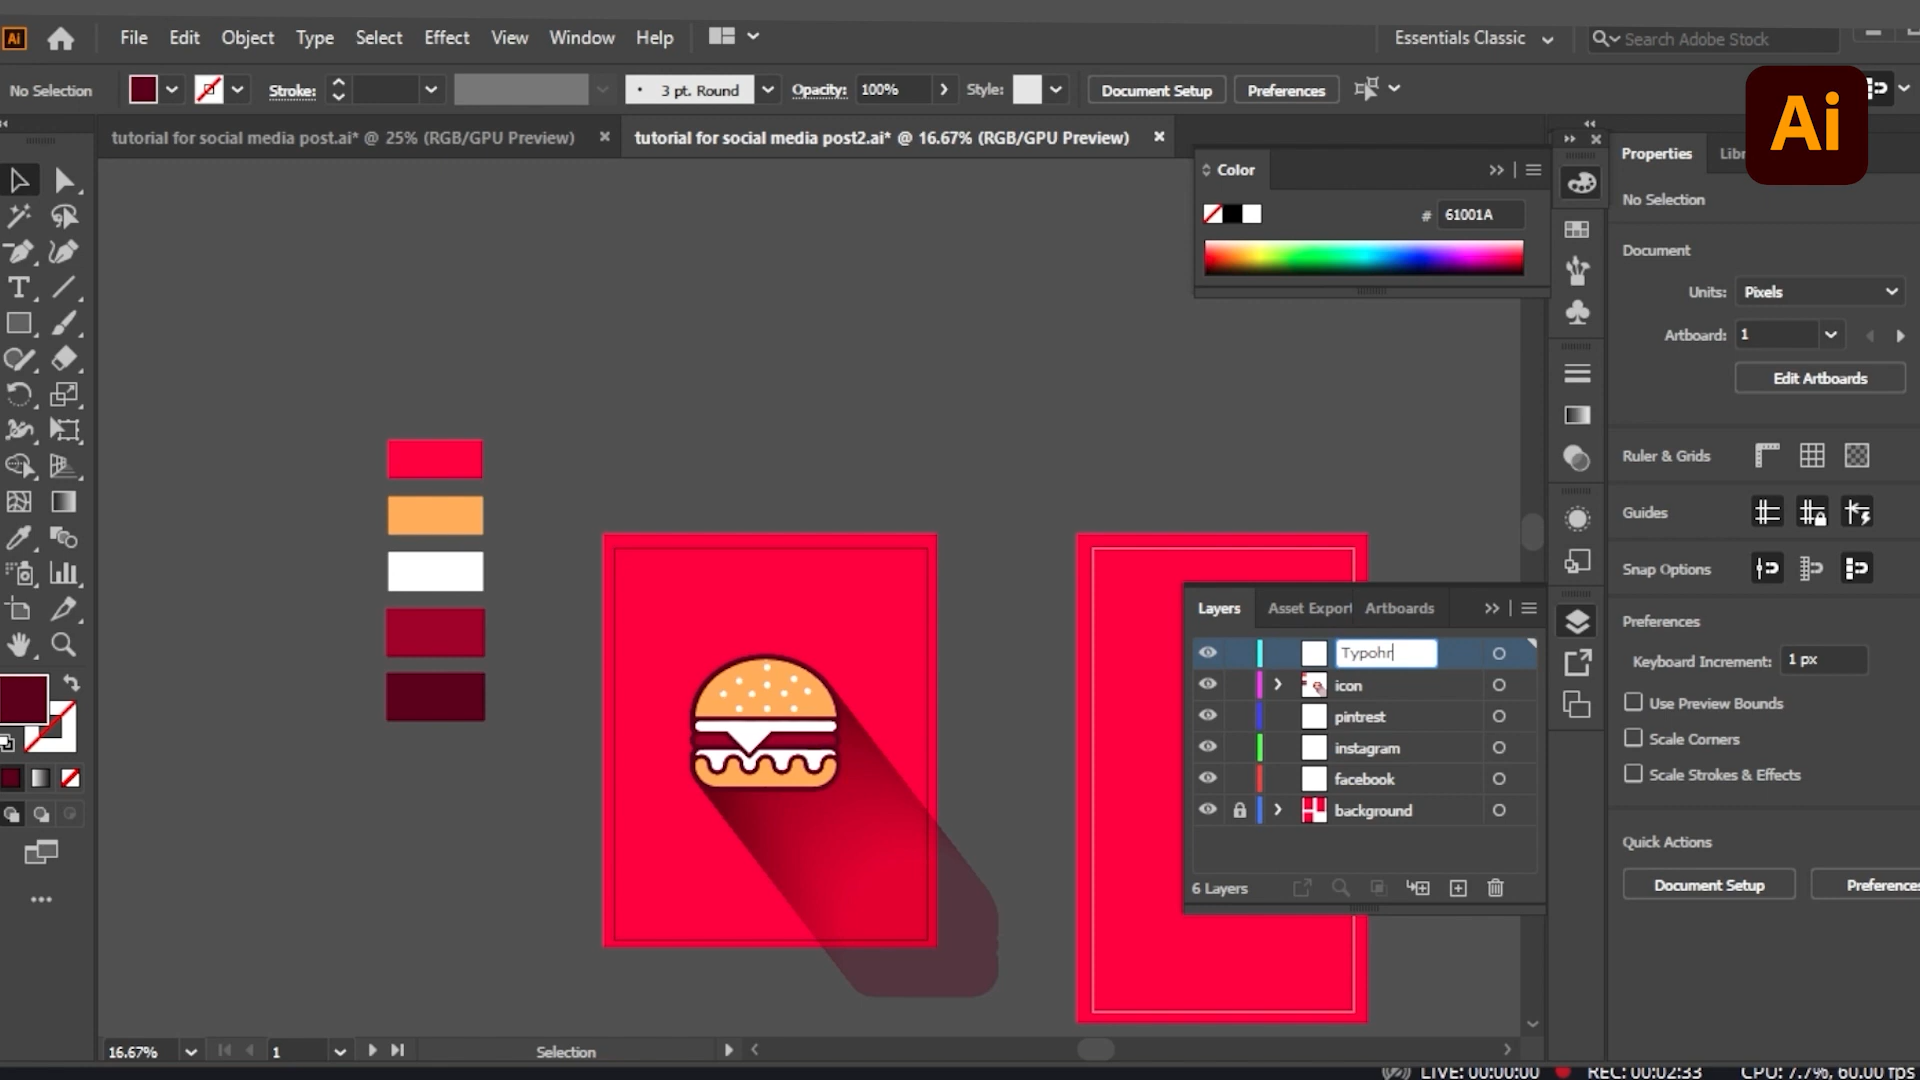 Ai
File Edit Object Type Select Effect View Window Help
Essentials Classic
Search Adobe Stock
No Selection
Stroke:
3 pt. Round
Opacity: 100%
Style:
Document Setup
Preferences
Ai
tutorial for social media post.ai* @ 25% (RGB/GPU Preview)
tutorial for social media post2.ai* @ 16.67% (RGB/GPU Preview)
Color
# 61001A
Properties
No Selection
Document
Units: Pixels
Artboard: 1
Edit Artboards
Ruler & Grids
Guides
Snap Options
Preferences
Keyboard Increment: 1 px
Use Preview Bounds
Scale Corners
Scale Strokes & Effects
Quick Actions
Document Setup
Preferences
Layers Asset Export Artboards
Typohr
icon
pintrest
instagram
facebook
background
6 Layers
16.67%
1
Selection
LIVE: 00:00:00 REC: 00:02:33 CPU: 7.7%, 60.00 fps